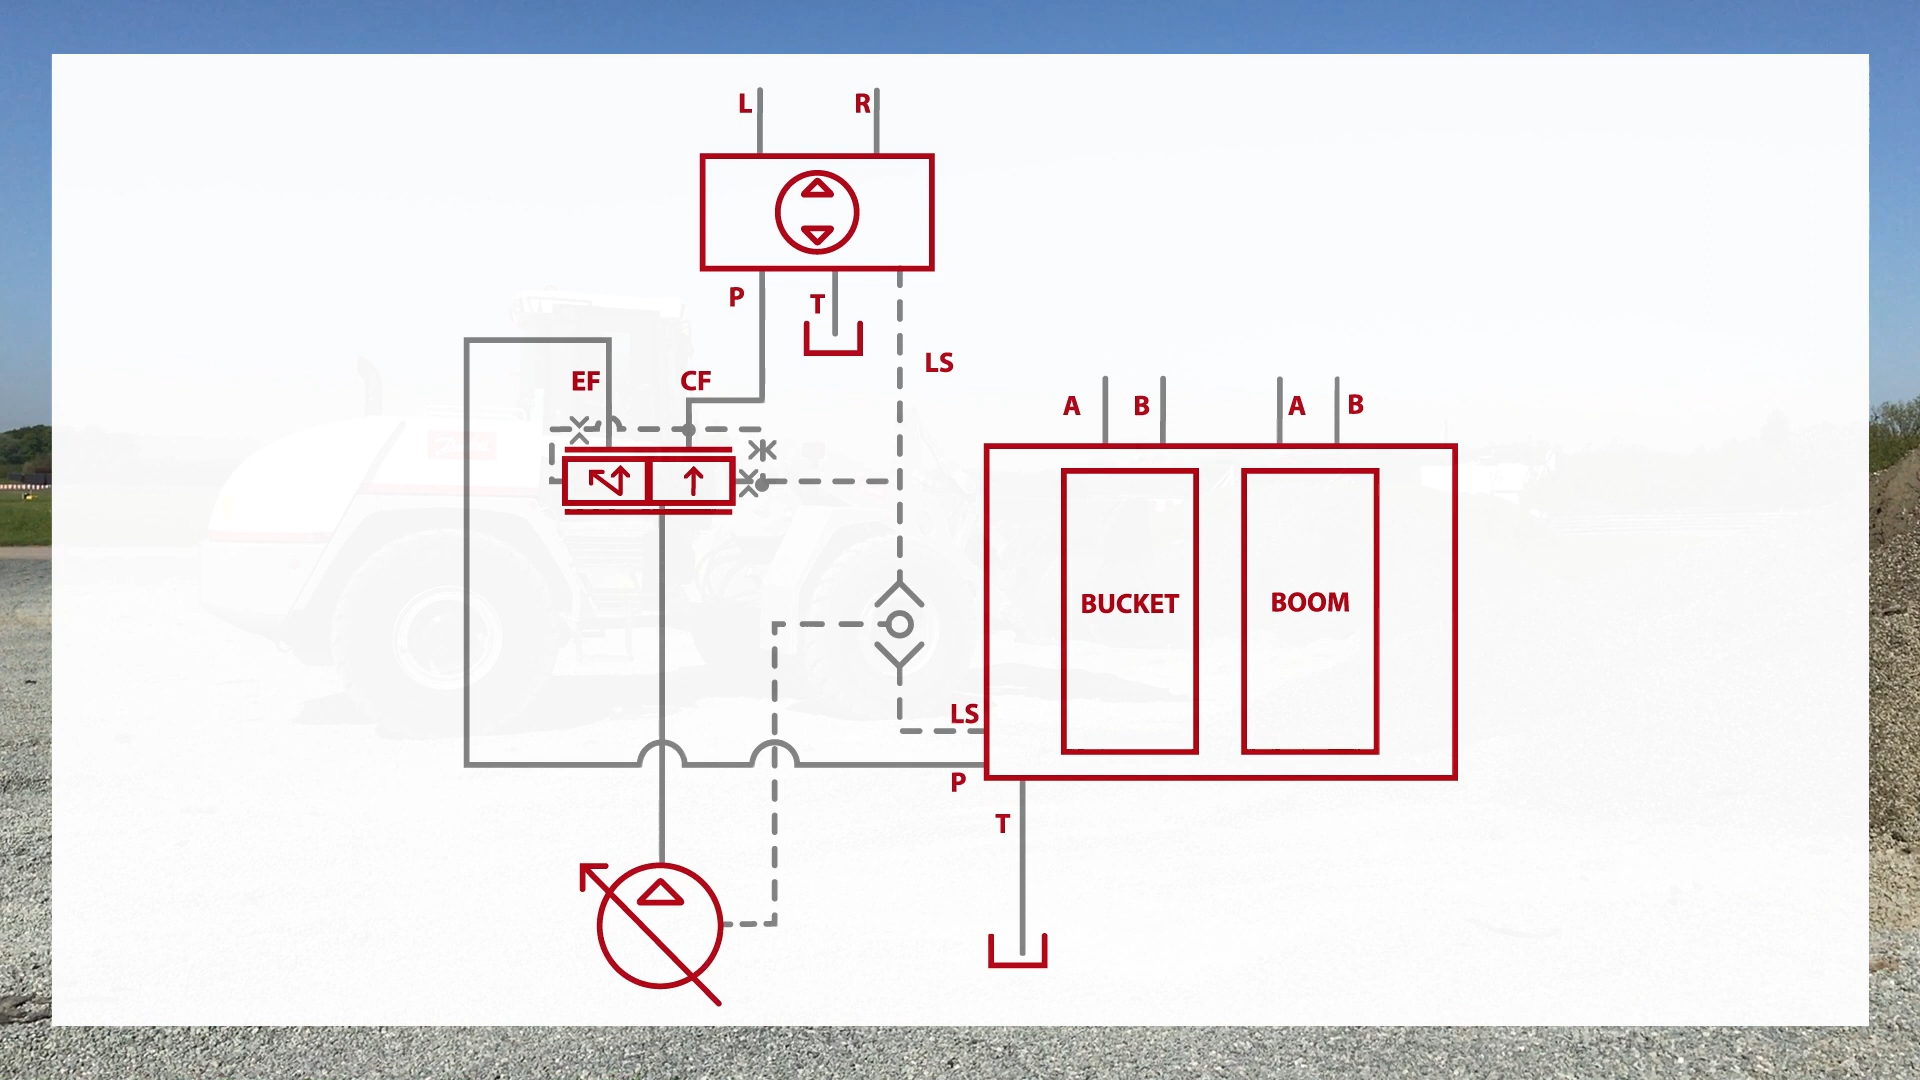 L R
P T
LS
EF CF
A B A B
BUCKET BOOM
LS
P
T